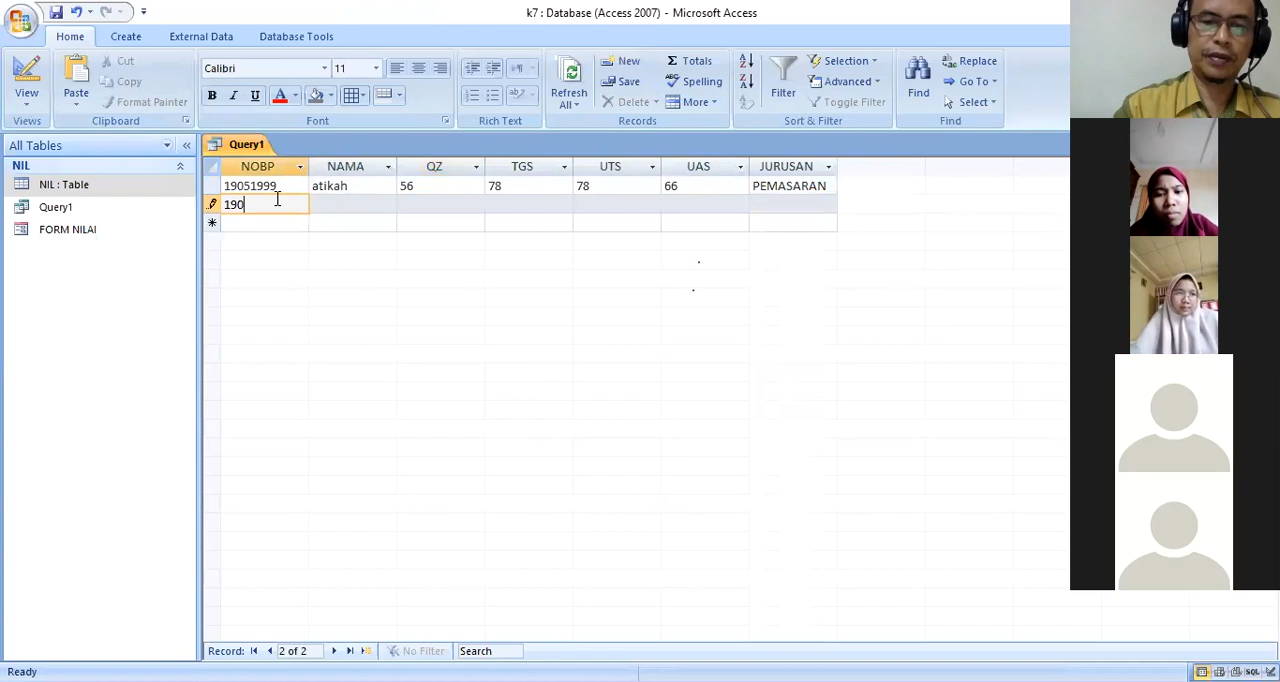 k7 : Database (Access 2007) - Microsoft Access
Home Create External Data Database Tools
View
Views
Paste
Cut
Copy
Format Painter
Clipboard
Calibri 11
B I U A
Font
Rich Text
Refresh All
New
Save
Delete
Totals
Spelling
More
Records
Filter
Selection
Advanced
Toggle Filter
Sort & Filter
Find
Replace
Go To
Select
Find
All Tables
NIL
NIL : Table
Query1
FORM NILAI
Query1
NOBP NAMA QZ TGS UTS UAS JURUSAN
19051999 atikah 56 78 78 66 PEMASARAN
190
Record: 2 of 2 No Filter Search
Ready SQL